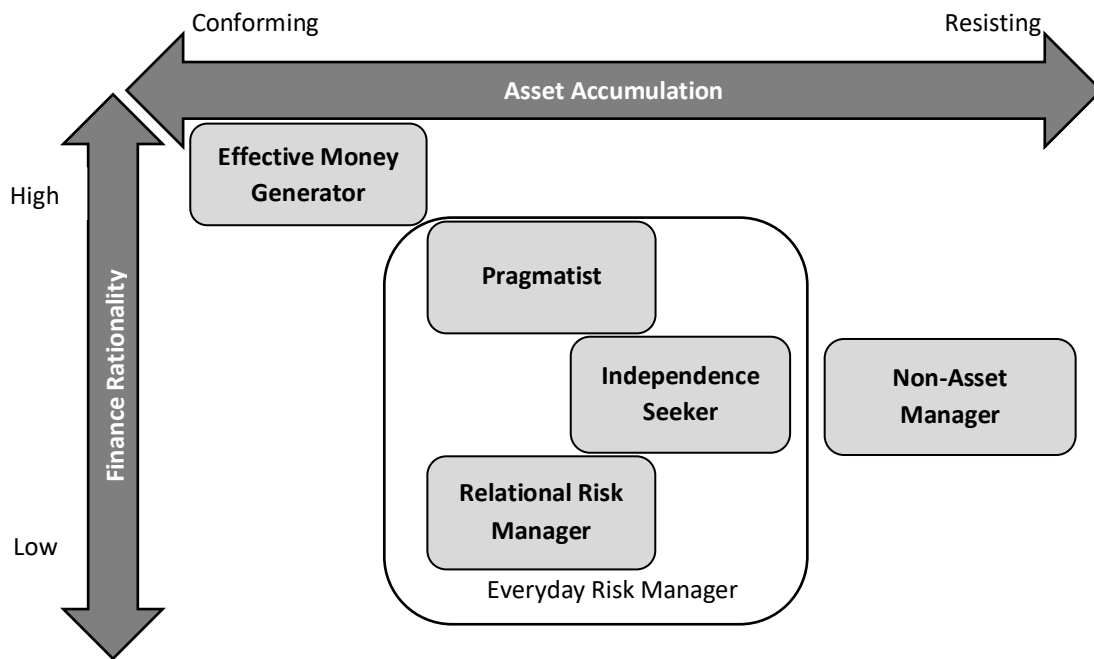 Conforming
Resisting
Asset Accumulation
Effective Money
Generator
High
Pragmatist
Finance Rationality
Independence
Seeker
Non-Asset
Manager
Relational Risk
Manager
Low
Everyday Risk Manager